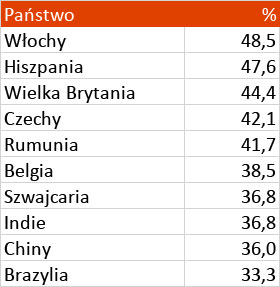 Państwo %
Włochy 48,5
Hiszpania 47,6
Wielka Brytania 44,4
Czechy 42,1
Rumunia 41,7
Belgia 38,5
Szwajcaria 36,8
Indie 36,8
Chiny 36,0
Brazylia 33,3